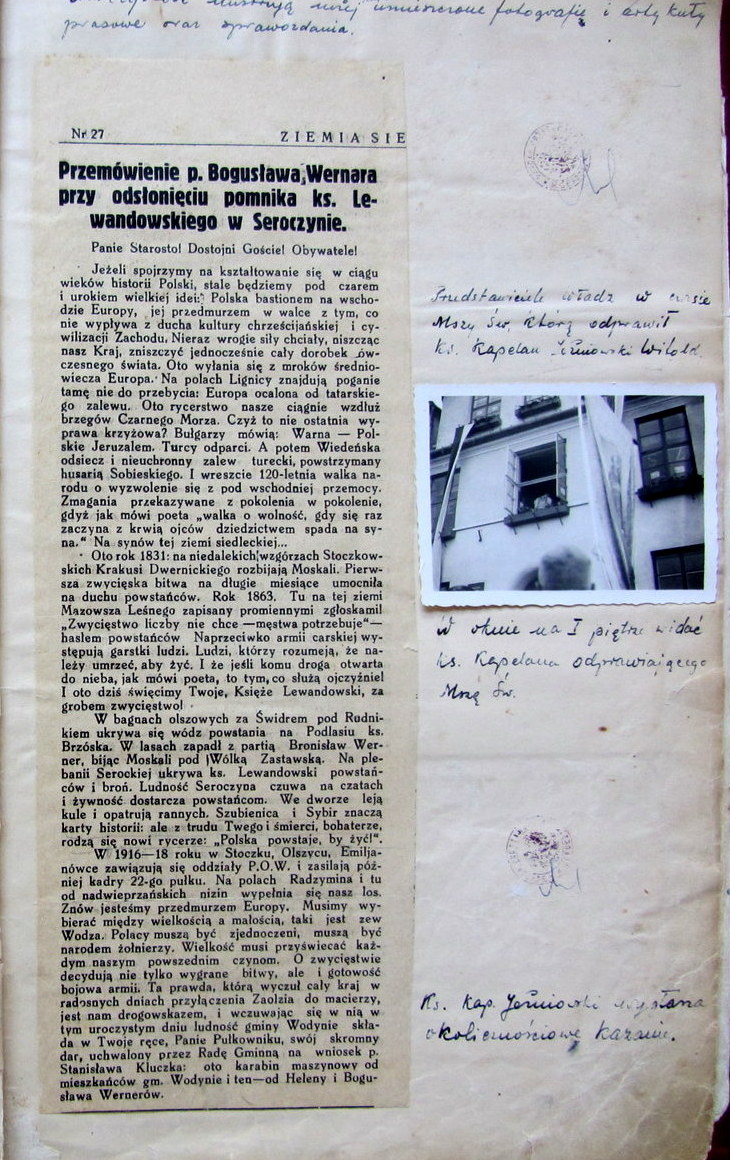 umieszczone fotografie i artykuły
prasowe oraz sprawozdania.
Nr 27
ZIEMIA SIE
Przemówienie p. Bogusława Wernara
przy odsłonięciu pomnika ks. Le-
wandowskiego w Seroczynie.
Panie Starosto! Dostojni Goście! Obywatele!
Jeżeli spojrzymy na kształtowanie się w ciągu
wieków historii Polski, stale będziemy pod czarem
i urokiem wielkiej idei: Polska bastionem na wscho-
dzie Europy, jej przedmurzem w walce z tym, co
nie wypływa z ducha kultury chrześcijańskiej i cy-
wilizacji Zachodu. Nieraz wrogie siły chciały, niszcząc
nasz Kraj, zniszczyć jednocześnie cały dorobek ów-
czesnego świata. Oto wyłania się z mroków średnio-
wiecza Europa. Na polach Lignicy znajdują poganie
tamę nie do przebycia: Europa ocalona od tatarskie-
go zalewu. Oto rycerstwo nasze ciągnie wzdłuż
brzegów Czarnego Morza. Czyż to nie ostatnia wy-
prawa krzyżowa? Bułgarzy mówią: Warna — Pol-
skie Jeruzalem. Turcy odparci. A potem Wiedeńska
odsiecz i nieuchronny zalew turecki, powstrzymany
husarią Sobieskiego. I wreszcie 120-letnia walka na-
rodu o wyzwolenie się z pod wschodniej przemocy.
Zmagania przekazywane z pokolenia w pokolenie,
gdyż jak mówi poeta „walka o wolność, gdy się raz
zaczyna z krwią ojców dziedzictwem spada na sy-
na." Na synów tej ziemi siedleckiej...
Oto rok 1831: na niedalekich wzgórzach Stoczkow-
skich Krakusi Dwernickiego rozbijają Moskali. Pierw-
sza zwycięska bitwa na długie miesiące umocniła
na duchu powstańców. Rok 1863. Tu na tej ziemi
Mazowsza Leśnego zapisany promiennymi zgłoskami
„Zwycięstwo liczby nie chce —męstwa potrzebuje"—
hasłem powstańców Naprzeciwko armii carskiej wy-
stępują garstki ludzi. Ludzi, którzy rozumeją, że na-
leży umrzeć, aby żyć. I że jeśli komu droga otwarta
do nieba, jak mówi poeta, to tym, co służą ojczyźnie!
I oto dziś święcimy Twoje, Księże Lewandowski, za
grobem zwycięstwo!
W bagnach olszowych za Świdrem pod Rudni-
kiem ukrywa się wódz powstania na Podlasiu ks.
Brzóska. W lasach zapadł z partią Bronisław Wer-
ner, bijąc Moskali pod Wólką Zastawską. Na ple-
banii Serockiej ukrywa ks. Lewandowski powstań-
ców i broń. Ludność Seroczyna czuwa na czatach
i żywność dostarcza powstańcom. We dworze leją
kule i opatrują rannych. Szubienica i Sybir znaczą
karty historii: ale z trudu Twego i śmierci, bohaterze,
rodzą się nowi rycerze: „Polska powstaje, by żyć!".
W 1916—18 roku w Stoczku, Olszycu, Emilja-
nówce zawiązują się oddziały P.O.W. i zasilają póź-
niej kadry 22-go pułku. Na polach Radzymina i tu
od nadwieprzańskich nizin wypełnia się nasz los.
Znów jesteśmy przedmurzem Europy. Musimy wy-
bierać między wielkością a małością, taki jest zew
Wodza. Polacy muszą być zjednoczeni, muszą być
narodem żołnierzy. Wielkość musi przyświecać każ-
dym naszym powszednim czynom. O zwycięstwie
decydują nie tylko wygrane bitwy, ale i gotowość
bojowa armii. Ta prawda, którą wyczuł cały kraj w
radosnych dniach przyłączenia Zaolzia do macierzy,
jest nam drogowskazem, i wczuwając się w nią w
tym uroczystym dniu ludność gminy Wodynie skła-
da w Twoje ręce, Panie Pułkowniku, swój skromny
dar, uchwalony przez Radę Gminną na wniosek p.
Stanisława Kluczka: oto karabin maszynowy od
mieszkańców gm. Wodynie i ten—od Heleny i Bogu-
sława Wernerów.
Przedstawiciele władz w czasie
Mszy Św. którą odprawił
Ks. Kapelan Witold.
W oknie na I piętrze widać
ks. Kapelana odprawiającego
Mszę Św.
Ks. Kap. wygłasza
okolicznościowe kazanie.